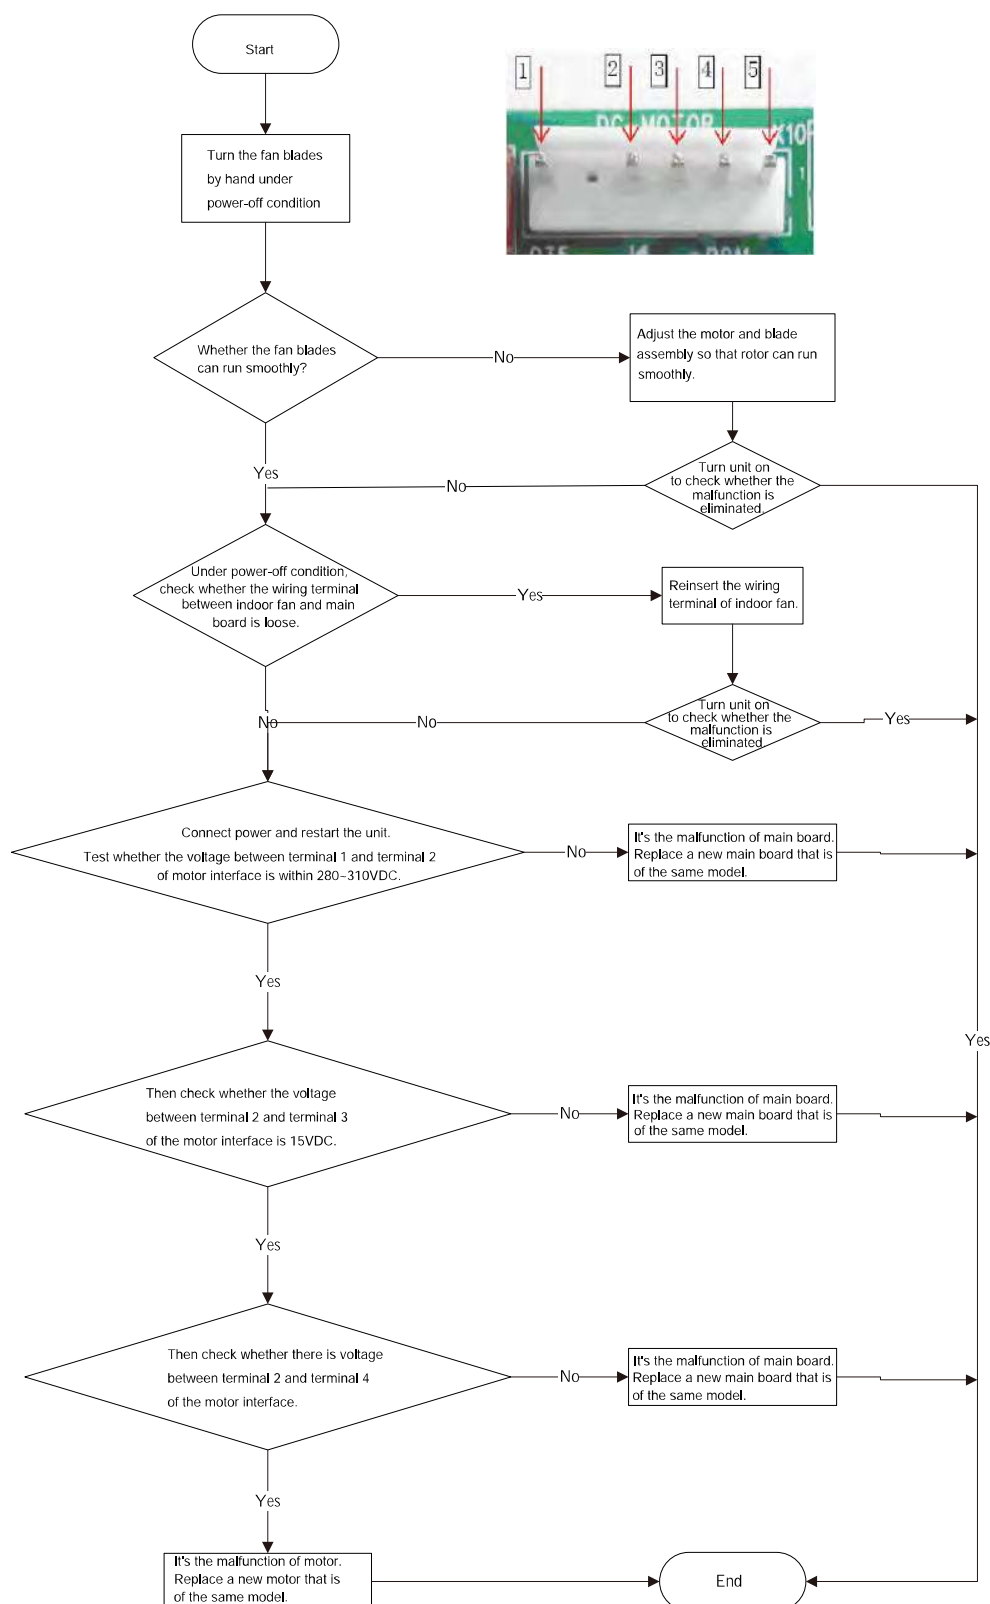 Start
1
2
3
4
5
DC-MOTOR
1
Turn the fan blades
by hand under
power-off condition
Whether the fan blades
can run smoothly?
No
Adjust the motor and blade
assembly so that rotor can run
smoothly.
Yes
Turn unit on
to check whether the
malfunction is
eliminated.
No
Under power-off condition,
check whether the wiring terminal
between indoor fan and main
board is loose.
Yes
Reinsert the wiring
terminal of indoor fan.
No
No
Turn unit on
to check whether the
malfunction is
eliminated
Yes
Connect power and restart the unit.
Test whether the voltage between terminal 1 and terminal 2
of motor interface is within 280~310VDC.
No
It's the malfunction of main board.
Replace a new main board that is
of the same model.
Yes
Yes
Then check whether the voltage
between terminal 2 and terminal 3
of the motor interface is 15VDC.
No
It's the malfunction of main board.
Replace a new main board that is
of the same model.
Yes
Then check whether there is voltage
between terminal 2 and terminal 4
of the motor interface.
No
It's the malfunction of main board.
Replace a new main board that is
of the same model.
Yes
It's the malfunction of motor.
Replace a new motor that is
of the same model.
End